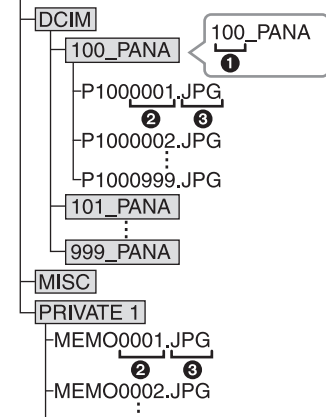 DCIM
100_PANA
100_PANA
❶
P1000001.JPG
❷ ❸
P1000002.JPG
P1000999.JPG
101_PANA
999_PANA
MISC
PRIVATE 1
MEMO0001.JPG
❷ ❸
MEMO0002.JPG